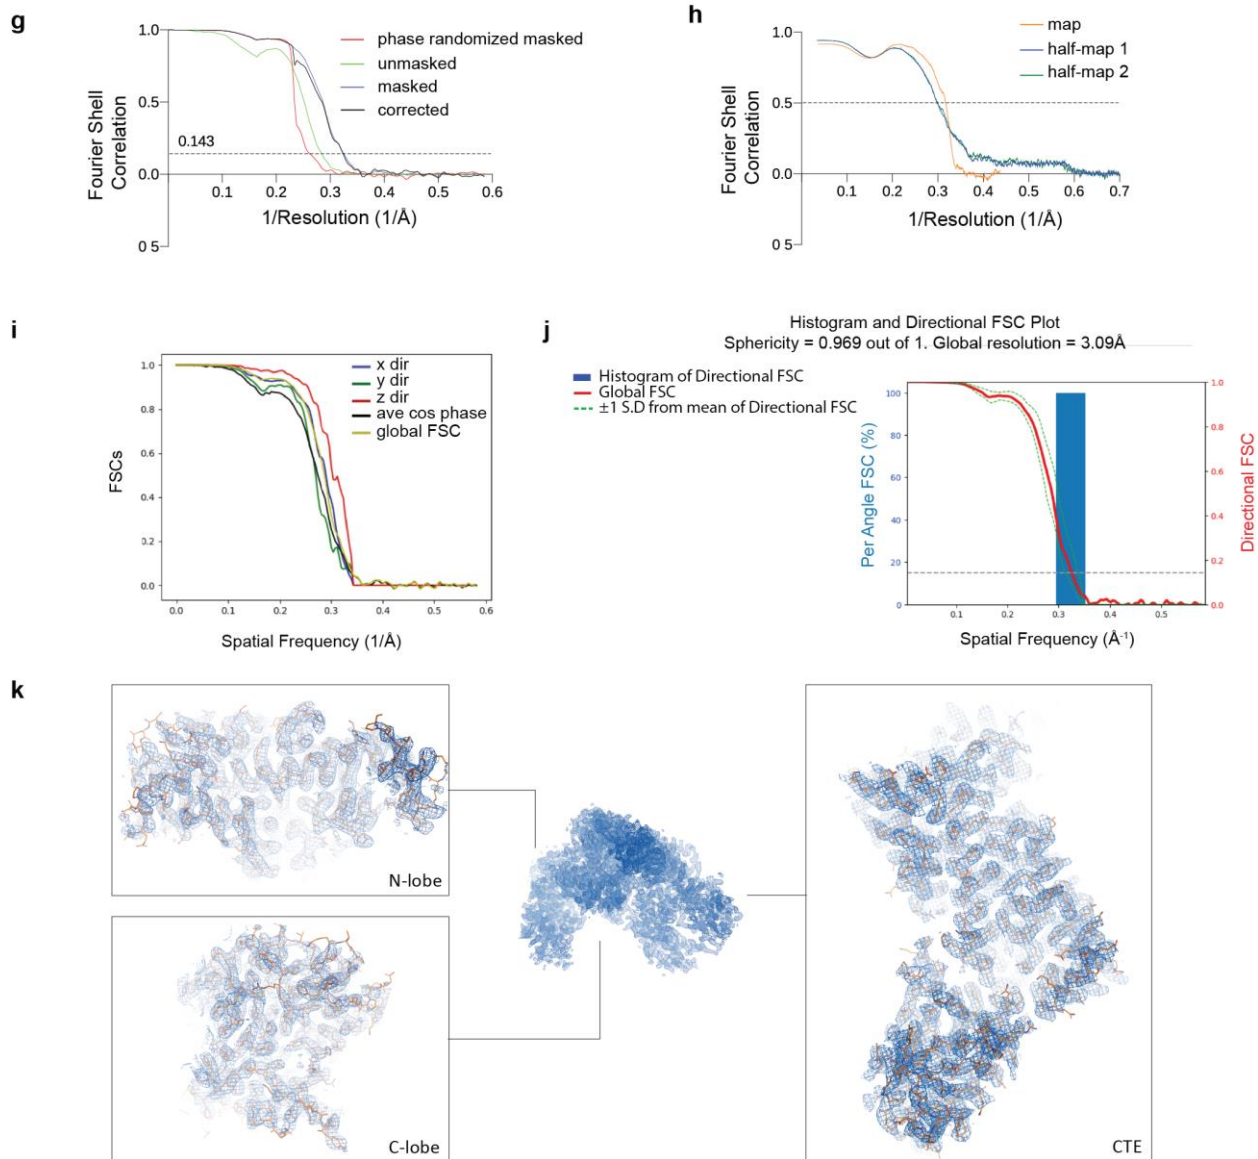 g
1.0
0.5
0.0
0 5
Fourier Shell
Correlation
0.143
phase randomized masked
unmasked
masked
corrected
0.1 0.2 0.3 0.4 0.5 0.6
1/Resolution (1/Å)
h
1.0
0.5
0.0
0 5
Fourier Shell
Correlation
map
half-map 1
half-map 2
0.1 0.2 0.3 0.4 0.5 0.6 0.7
1/Resolution (1/Å)
i
1.0
0.8
0.6
0.4
0.2
0.0
FSCs
x dir
y dir
z dir
ave cos phase
global FSC
0.0 0.1 0.2 0.3 0.4 0.5 0.6
Spatial Frequency (1/Å)
j
Histogram and Directional FSC Plot
Sphericity = 0.969 out of 1. Global resolution = 3.09Å
Histogram of Directional FSC
Global FSC
±1 S.D from mean of Directional FSC
Per Angle FSC (%)
100
80
60
40
20
0
1.0
0.8
0.6
0.4
0.2
0.0
Directional FSC
0.1 0.2 0.3 0.4 0.5
Spatial Frequency (Å⁻¹)
k
N-lobe
C-lobe
CTE